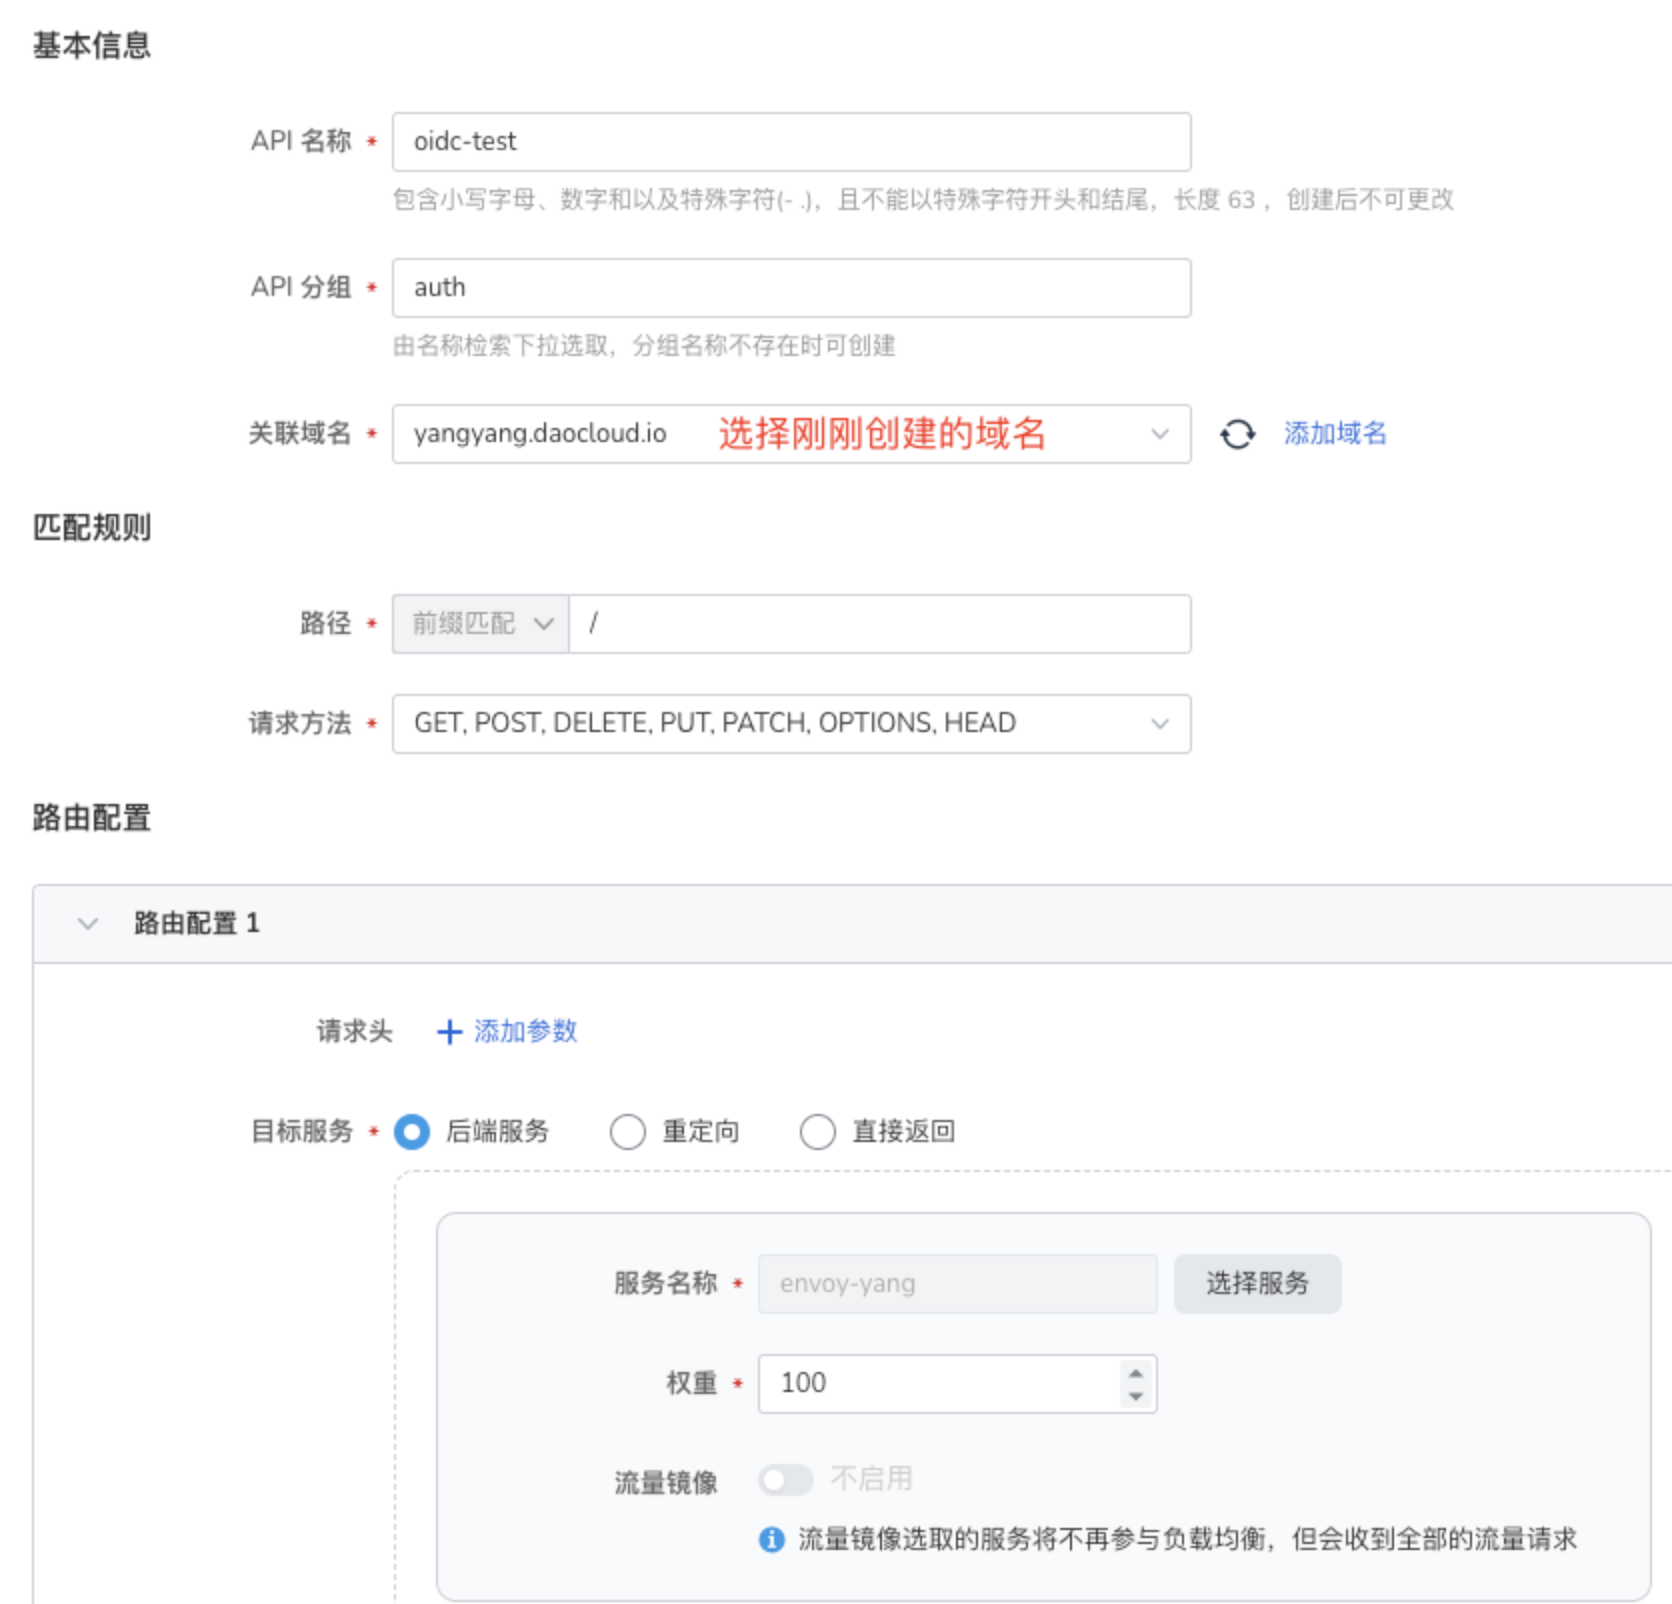 基本信息
API 名称 * oidc-test
包含小写字母、数字和以及特殊字符(- .)，且不能以特殊字符开头和结尾，长度 63 ，创建后不可更改
API 分组 * auth
由名称检索下拉选取，分组名称不存在时可创建
关联域名 * yangyang.daocloud.io 选择刚刚创建的域名 添加域名
匹配规则
路径 * 前缀匹配 /
请求方法 * GET, POST, DELETE, PUT, PATCH, OPTIONS, HEAD
路由配置
路由配置 1
请求头 + 添加参数
目标服务 * 后端服务 重定向 直接返回
服务名称 * envoy-yang 选择服务
权重 * 100
流量镜像 不启用
流量镜像选取的服务将不再参与负载均衡，但会收到全部的流量请求